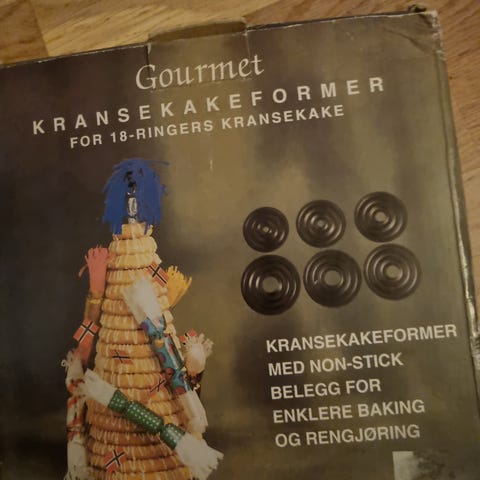 Gourmet
KRANSEKAKEFORMER
FOR 18-RINGERS KRANSEKAKE
KRANSEKAKEFORMER
MED NON-STICK
BELEGG FOR
ENKLERE BAKING
OG RENGJØRING